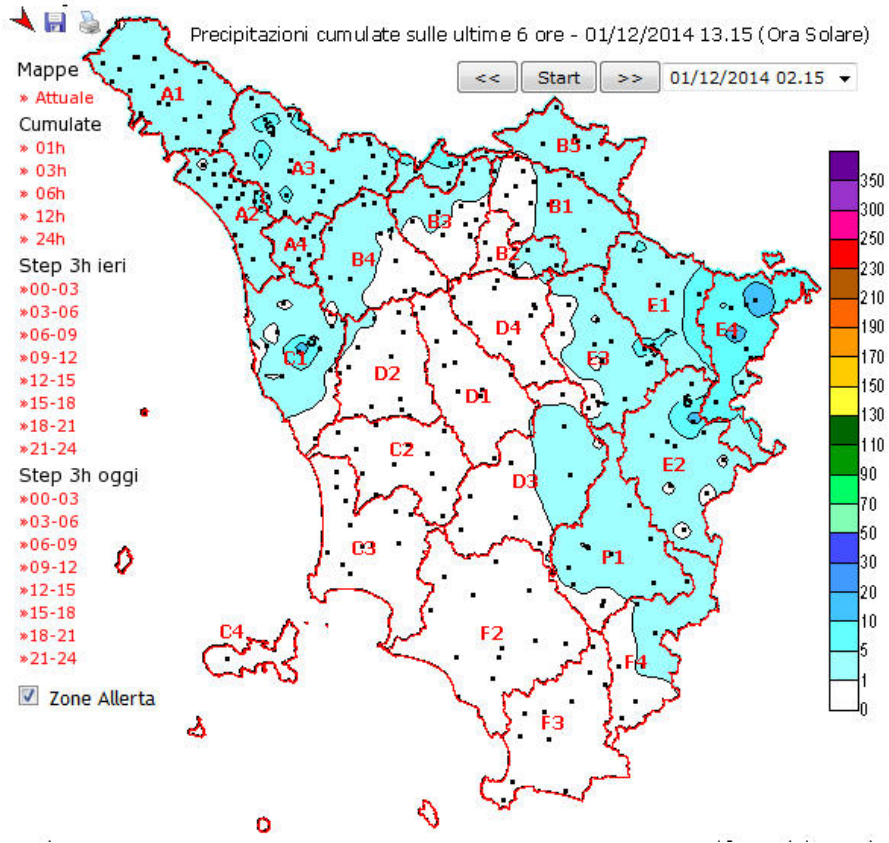 Precipitazioni cumulate sulle ultime 6 ore - 01/12/2014 13.15 (Ora Solare)
<< Start >> 01/12/2014 02.15
Mappe
» Attuale
Cumulate
» 01h
» 03h
» 06h
» 12h
» 24h
Step 3h ieri
»00-03
»03-06
»06-09
»09-12
»12-15
»15-18
»18-21
»21-24
Step 3h oggi
»00-03
»03-06
»06-09
»09-12
»12-15
»15-18
»18-21
»21-24
Zone Allerta
A1
A3
A2
A4
B5
B1
B3
B2
B4
E1
E4
C1
D4
E3
D2
D1
C2
D3
E2
C3
F1
C4
F2
F4
F3
350
300
250
230
210
190
170
150
130
110
90
70
50
30
20
10
5
1
0